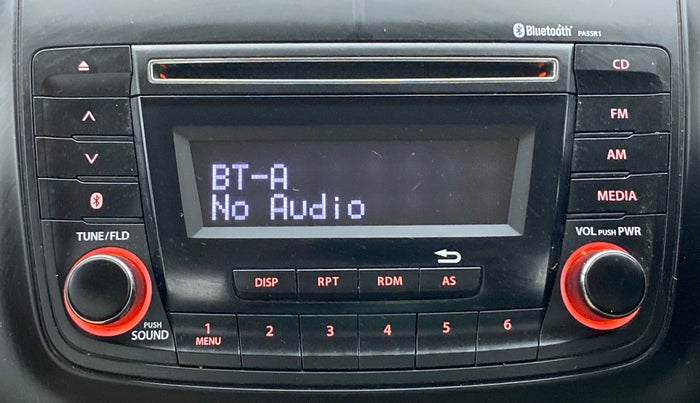 Bluetooth® PA5SR1
CD
FM
BT-A
No Audio
AM
MEDIA
TUNE/FLD
VOL PUSH PWR
DISP
RPT
RDM
AS
PUSH
SOUND
1
MENU
2
3
4
5
6